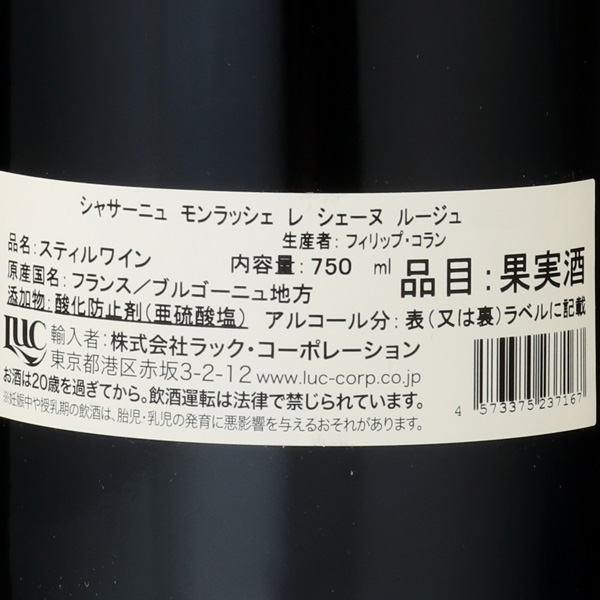 シャサーニュ モンラッシェ レ シェーヌ ルージュ
生産者：フィリップ・コラン
品名：スティルワイン
内容量：750 ml
品目：果実酒
原産国名：フランス／ブルゴーニュ地方
添加物：酸化防止剤（亜硫酸塩） アルコール分：表（又は裏）ラベルに記載
LUC
輸入者：株式会社ラック・コーポレーション
東京都港区赤坂3-2-12 www.luc-corp.co.jp
お酒は20歳を過ぎてから。飲酒運転は法律で禁じられています。
※妊娠中や授乳期の飲酒は、胎児・乳児の発育に悪影響を与えるおそれがあります。
4 573375 237167